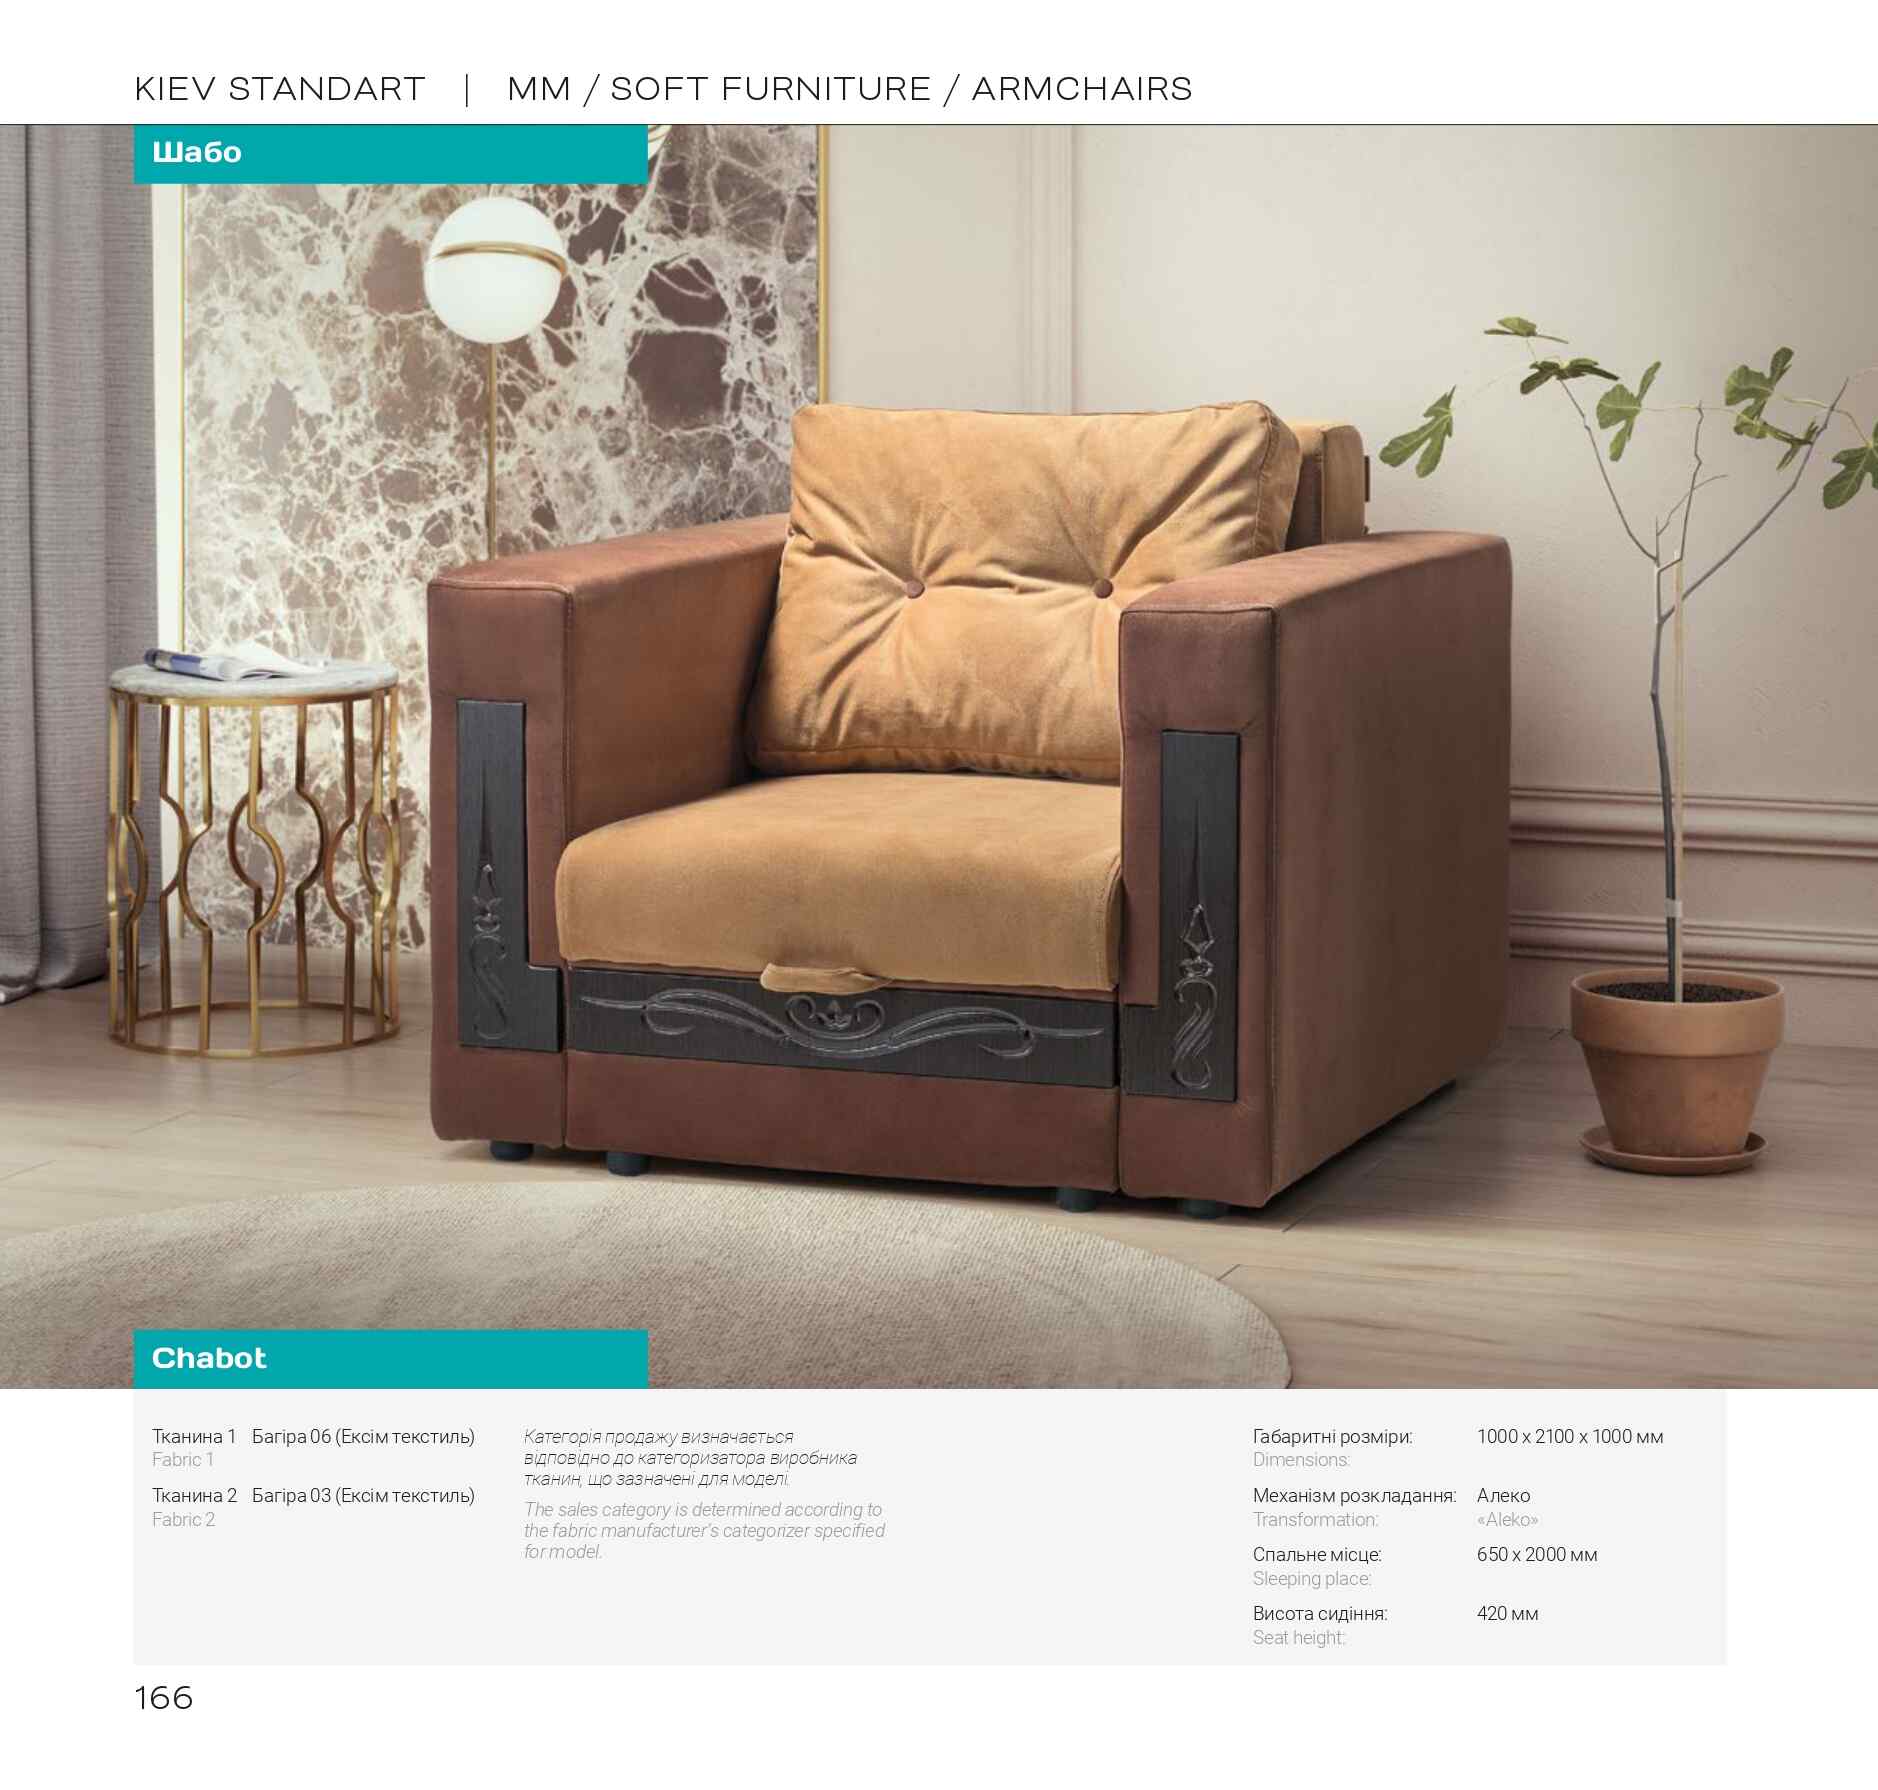 KIEV STANDART | MM / SOFT FURNITURE / ARMCHAIRS
Шабо
Chabot
Тканина 1 Багіра 06 (Ексім текстиль)
Fabric 1
Тканина 2 Багіра 03 (Ексім текстиль)
Fabric 2
Категорія продажу визначається
відповідно до категоризатора виробника
тканин, що зазначені для моделі.
The sales category is determined according to
the fabric manufacturer's categorizer specified
for model.
Габаритні розміри: 1000 x 2100 x 1000 мм
Dimensions:
Механізм розкладання: Алеко
Transformation: «Aleko»
Спальне місце: 650 x 2000 мм
Sleeping place:
Висота сидіння: 420 мм
Seat height:
166